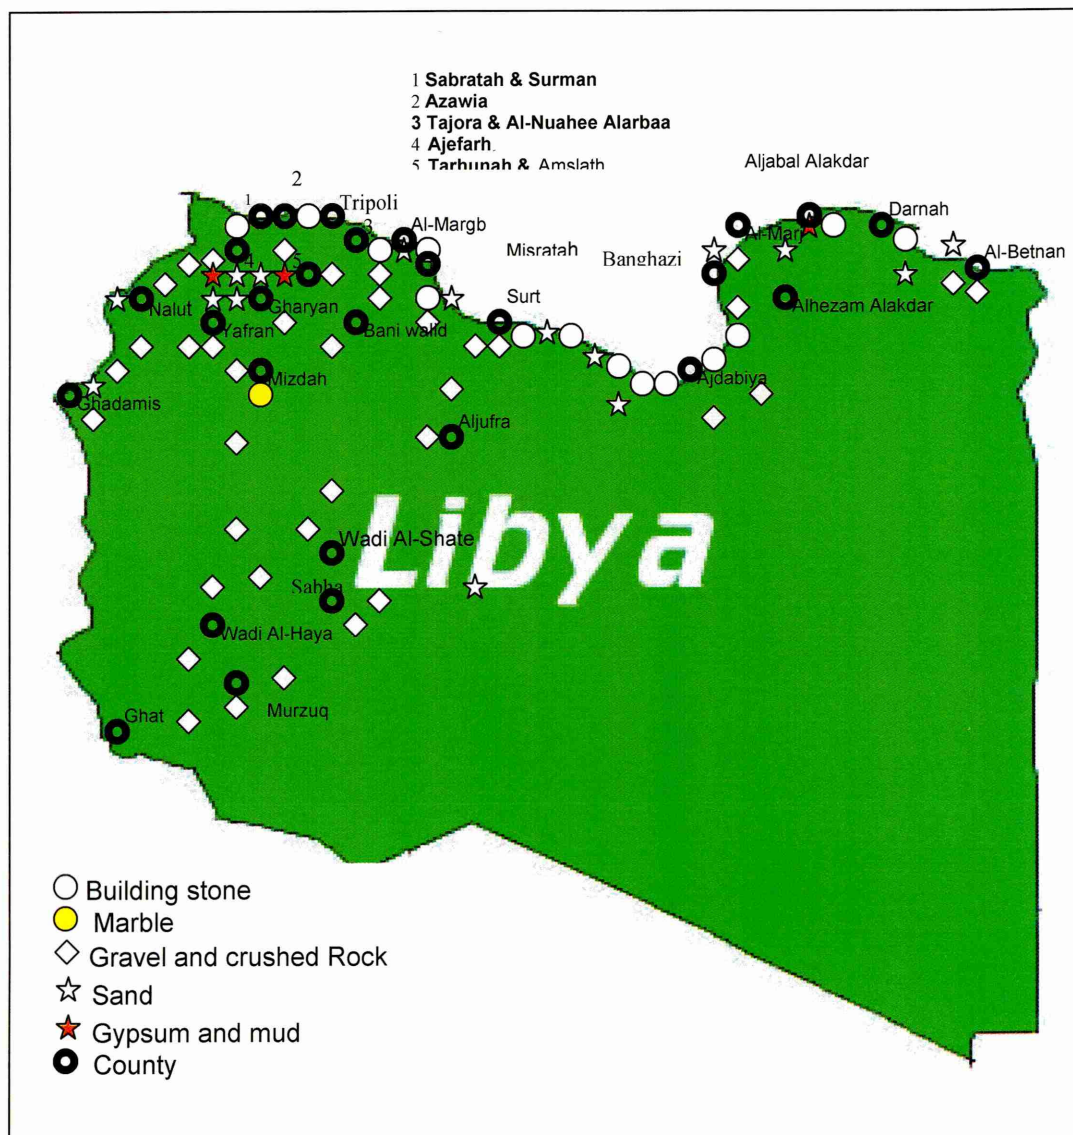 1 Sabratah & Surman
2 Azawia
3 Tajora & Al-Nuahee Alarbaa
4 Ajefarh
5 Tarhunah & Amslath
Aljabal Alakdar
2
1
Tripoli
3
Al-Margb
Misratah
Banghazi
Al-Marj
Darnah
Al-Betnan
4
5
Nalut
Gharyan
Surt
Alhezam Alakdar
Yafran
Bani walid
Mizdah
Ajdabiya
Ghadamis
Aljufra
Libya
Wadi Al-Shate
Sabha
Wadi Al-Haya
Murzuq
Ghat
Building stone
Marble
Gravel and crushed Rock
Sand
Gypsum and mud
County